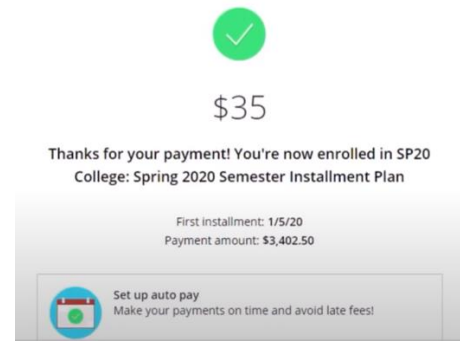 $35
Thanks for your payment! You're now enrolled in SP20
College: Spring 2020 Semester Installment Plan
First installment: 1/5/20
Payment amount: $3,402.50
Set up auto pay
Make your payments on time and avoid late fees!